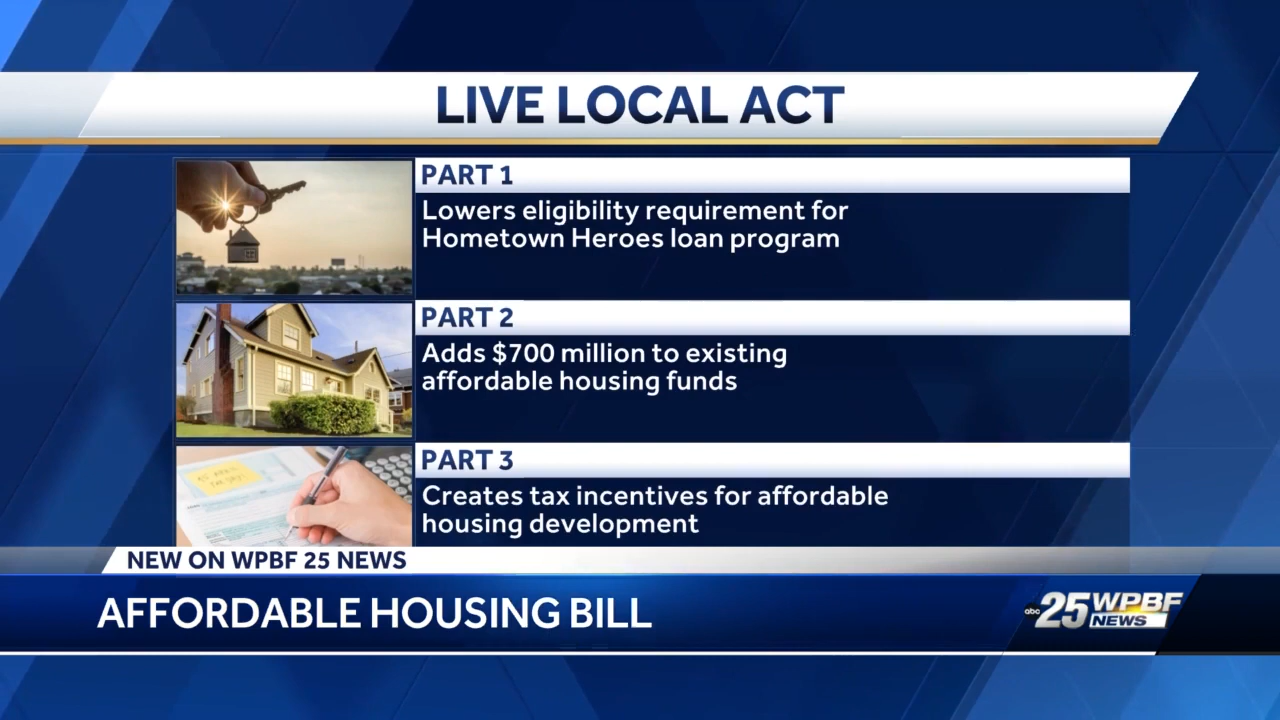 LIVE LOCAL ACT
PART 1
Lowers eligibility requirement for
Hometown Heroes loan program
PART 2
Adds $700 million to existing
affordable housing funds
PART 3
Creates tax incentives for affordable
housing development
NEW ON WPBF 25 NEWS
AFFORDABLE HOUSING BILL
abc 25 WPBF
NEWS